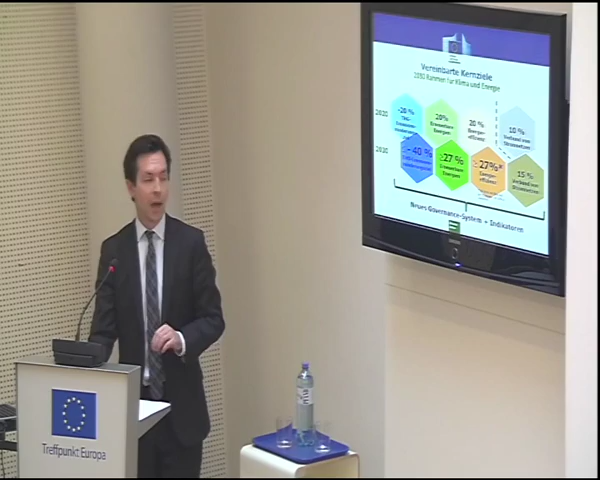 Vereinbarte Kernziele
2030 Rahmen für Klima und Energie
2020
-20 %
20%
Erneuerbare
Energien
20 %
Energie-
effizienz
10 %
Verbund von
Stromnetzen
2030
- 40 %
≥27 %
Erneuerbare
Energien
≥27%*
Energie-
effizienz
15 %
Verbund von
Stromnetzen
Neues Governance-System + Indikatoren
Treffpunkt Europa